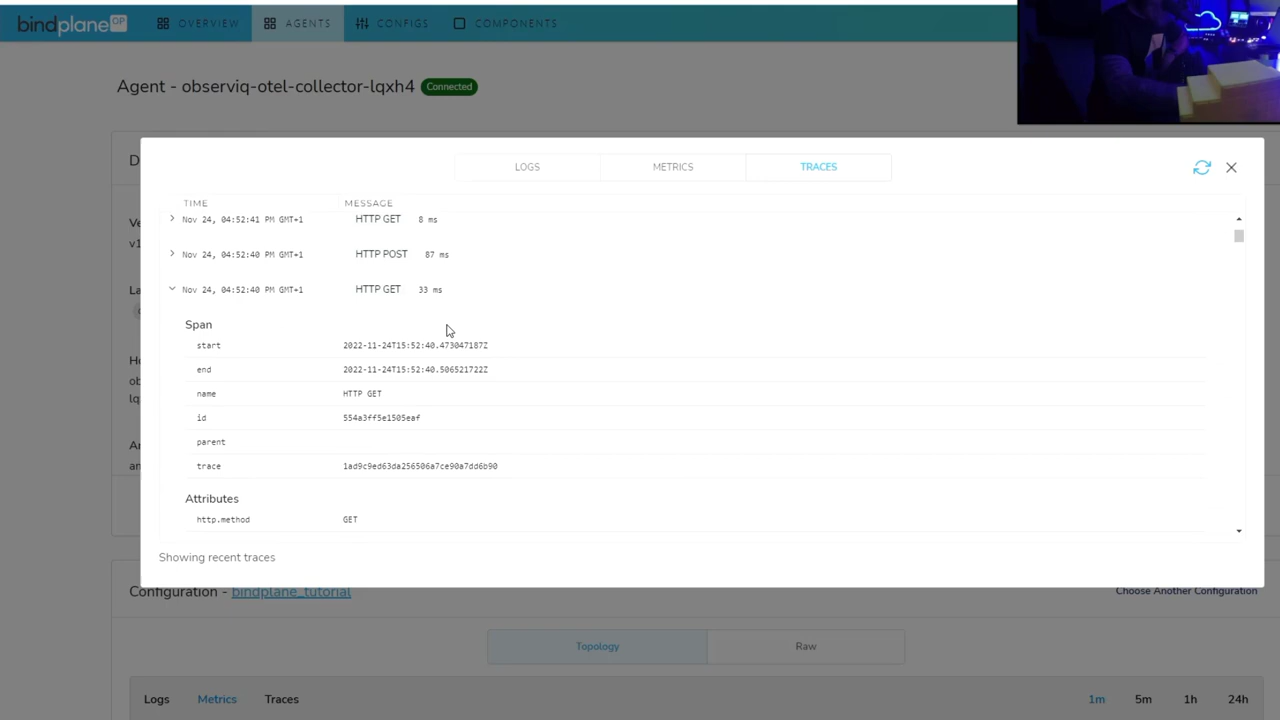 bindplane OP OVERVIEW AGENTS CONFIGS COMPONENTS
Agent - observiq-otel-collector-lqxh4 Connected
LOGS METRICS TRACES
TIME MESSAGE
Nov 24, 04:52:41 PM GMT+1 HTTP GET 8 ms
Nov 24, 04:52:40 PM GMT+1 HTTP POST 87 ms
Nov 24, 04:52:40 PM GMT+1 HTTP GET 33 ms
Span
start 2022-11-24T15:52:40.473047187Z
end 2022-11-24T15:52:40.506521722Z
name HTTP GET
id 554a3ff5e1505eaf
parent
trace 1ad9c9ed63da256506a7ce90a7dd6b90
Attributes
http.method GET
Showing recent traces
Configuration - bindplane_tutorial Choose Another Configuration
Topology Raw
Logs Metrics Traces 1m 5m 1h 24h